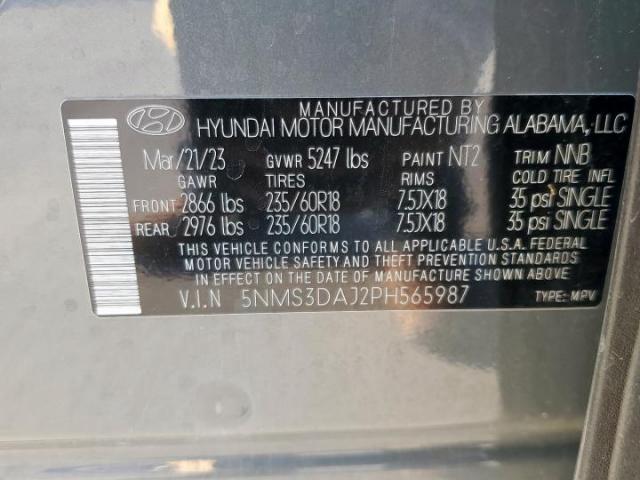 MANUFACTURED BY
HYUNDAI MOTOR MANUFACTURING ALABAMA, LLC
Mar/21/23 GVWR 5247 lbs PAINT NT2 TRIM NNB
GAWR TIRES RIMS COLD TIRE INFL
FRONT 2866 lbs 235/60R18 7.5JX18 35 psi SINGLE
REAR 2976 lbs 235/60R18 7.5JX18 35 psi SINGLE
THIS VEHICLE CONFORMS TO ALL APPLICABLE U.S.A. FEDERAL
MOTOR VEHICLE SAFETY AND THEFT PREVENTION STANDARDS
IN EFFECT ON THE DATE OF MANUFACTURE SHOWN ABOVE.
V.I.N 5NMS3DAJ2PH565987 TYPE: MPV